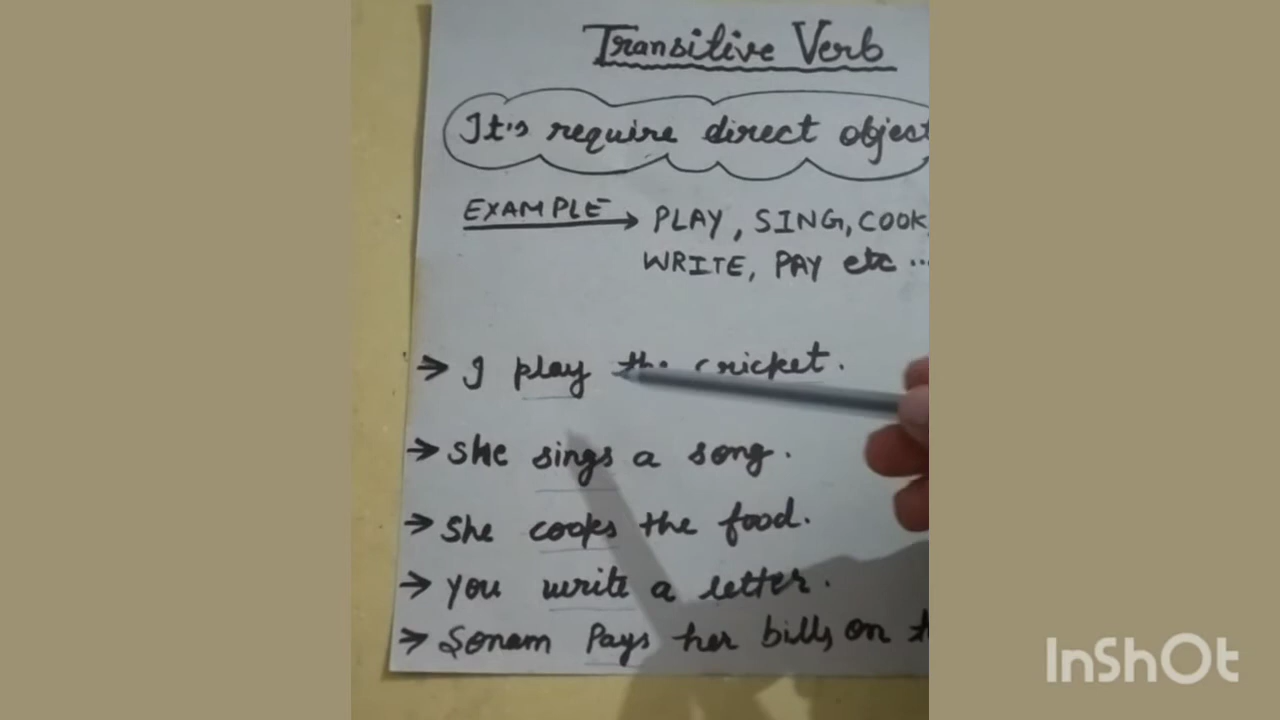 Transitive Verb
It's require direct object
EXAMPLE → PLAY, SING, COOK,
WRITE, PAY etc ...
→ I play the cricket.
→ She sings a song.
→ She cooks the food.
→ You write a letter.
→ Sonam Pays her bills on
InShOt